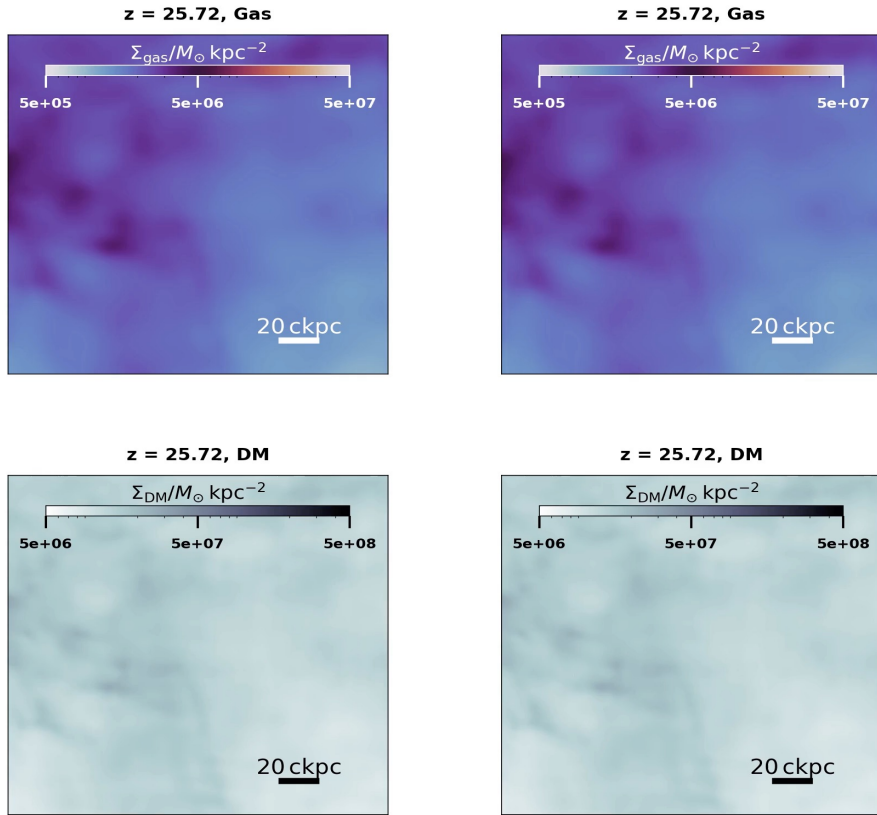 z = 25.72, Gas
z = 25.72, Gas
Σgas/M⊙ kpc⁻²
5e+05 5e+06 5e+07
20 ckpc
Σgas/M⊙ kpc⁻²
5e+05 5e+06 5e+07
20 ckpc
z = 25.72, DM
z = 25.72, DM
ΣDM/M⊙ kpc⁻²
5e+06 5e+07 5e+08
20 ckpc
ΣDM/M⊙ kpc⁻²
5e+06 5e+07 5e+08
20 ckpc